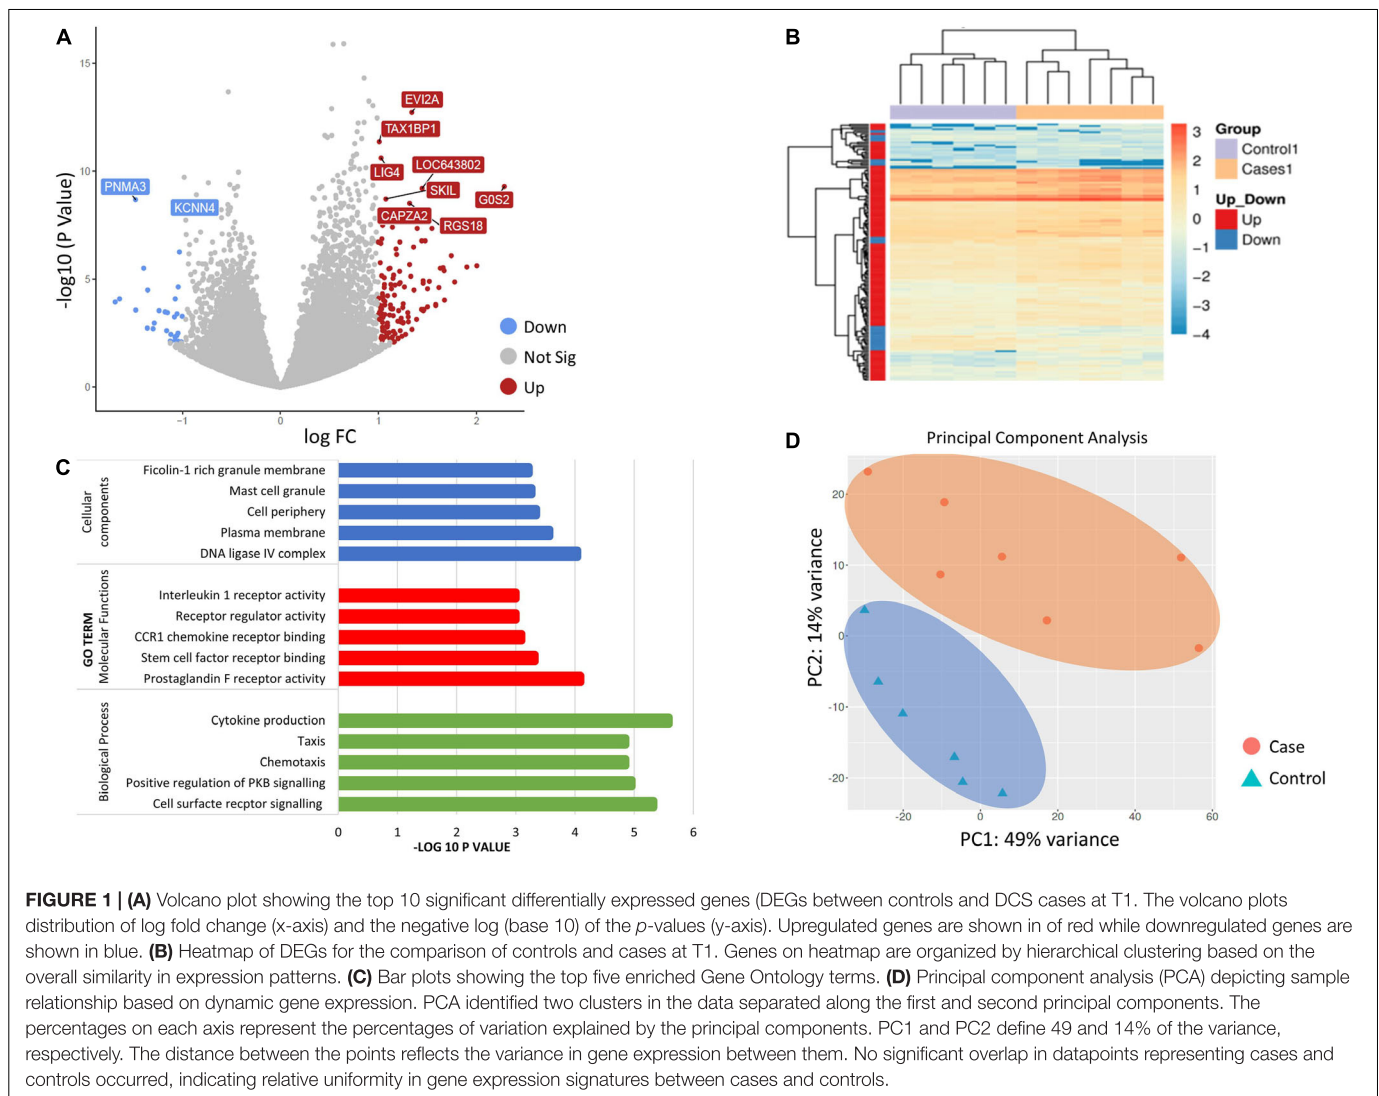 A
-log10 (P Value)
15
10
5
0
−1
0
1
2
log FC
EVI2A
TAX1BP1
LIG4
LOC643802
SKIL
G0S2
CAPZA2
RGS18
PNMA3
KCNN4
Down
Not Sig
Up
B
3
2
1
0
−1
−2
−3
−4
Group
Control1
Cases1
Up_Down
Up
Down
C
GO TERM
Cellular components
Ficolin-1 rich granule membrane
Mast cell granule
Cell periphery
Plasma membrane
DNA ligase IV complex
Molecular Functions
Interleukin 1 receptor activity
Receptor regulator activity
CCR1 chemokine receptor binding
Stem cell factor receptor binding
Prostaglandin F receptor activity
Biological Process
Cytokine production
Taxis
Chemotaxis
Positive regulation of PKB signalling
Cell surfacte recptor signalling
0 1 2 3 4 5 6
-LOG 10 P VALUE
D
Principal Component Analysis
PC2: 14% variance
20
10
0
-10
-20
-20 0 20 40 60
PC1: 49% variance
Case
Control
FIGURE 1 | (A) Volcano plot showing the top 10 significant differentially expressed genes (DEGs between controls and DCS cases at T1. The volcano plots
distribution of log fold change (x-axis) and the negative log (base 10) of the p-values (y-axis). Upregulated genes are shown in of red while downregulated genes are
shown in blue. (B) Heatmap of DEGs for the comparison of controls and cases at T1. Genes on heatmap are organized by hierarchical clustering based on the
overall similarity in expression patterns. (C) Bar plots showing the top five enriched Gene Ontology terms. (D) Principal component analysis (PCA) depicting sample
relationship based on dynamic gene expression. PCA identified two clusters in the data separated along the first and second principal components. The
percentages on each axis represent the percentages of variation explained by the principal components. PC1 and PC2 define 49 and 14% of the variance,
respectively. The distance between the points reflects the variance in gene expression between them. No significant overlap in datapoints representing cases and
controls occurred, indicating relative uniformity in gene expression signatures between cases and controls.